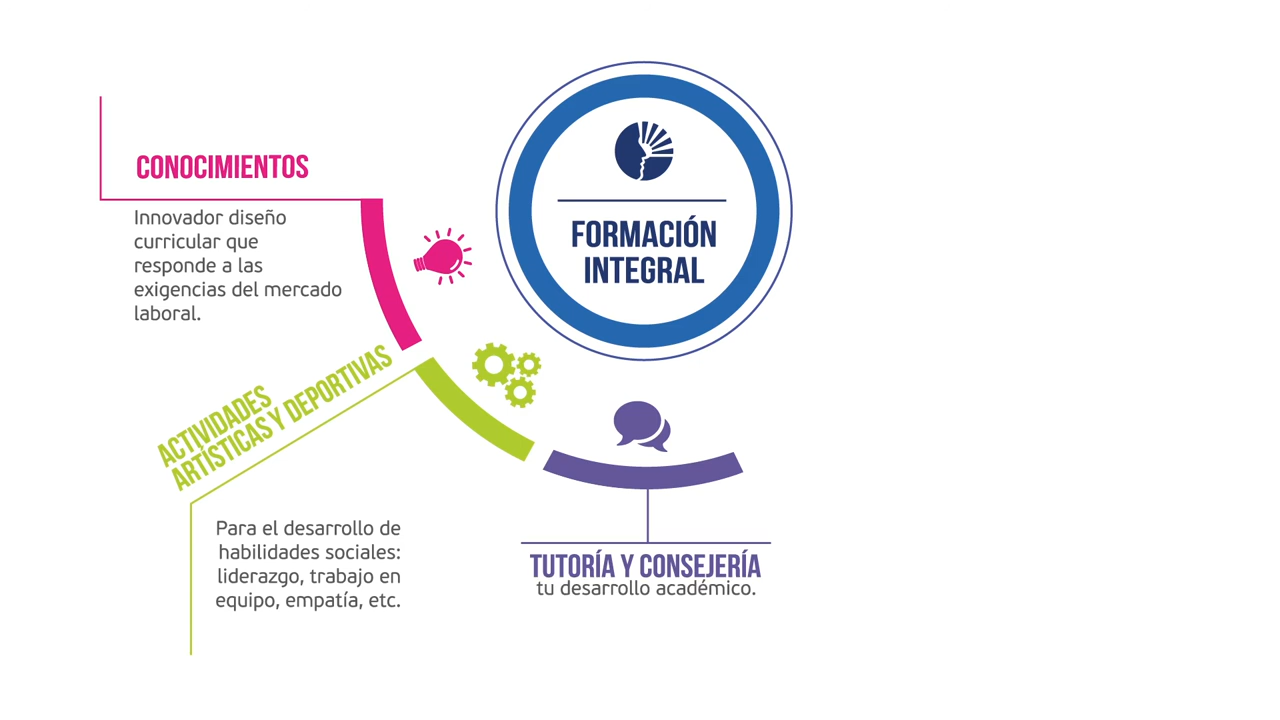 CONOCIMIENTOS
Innovador diseño
curricular que
responde a las
exigencias del mercado
laboral.
FORMACIÓN
INTEGRAL
ACTIVIDADES
ARTÍSTICAS Y DEPORTIVAS
Para el desarrollo de
habilidades sociales:
liderazgo, trabajo en
equipo, empatía, etc.
TUTORÍA Y CONSEJERÍA
tu desarrollo académico.